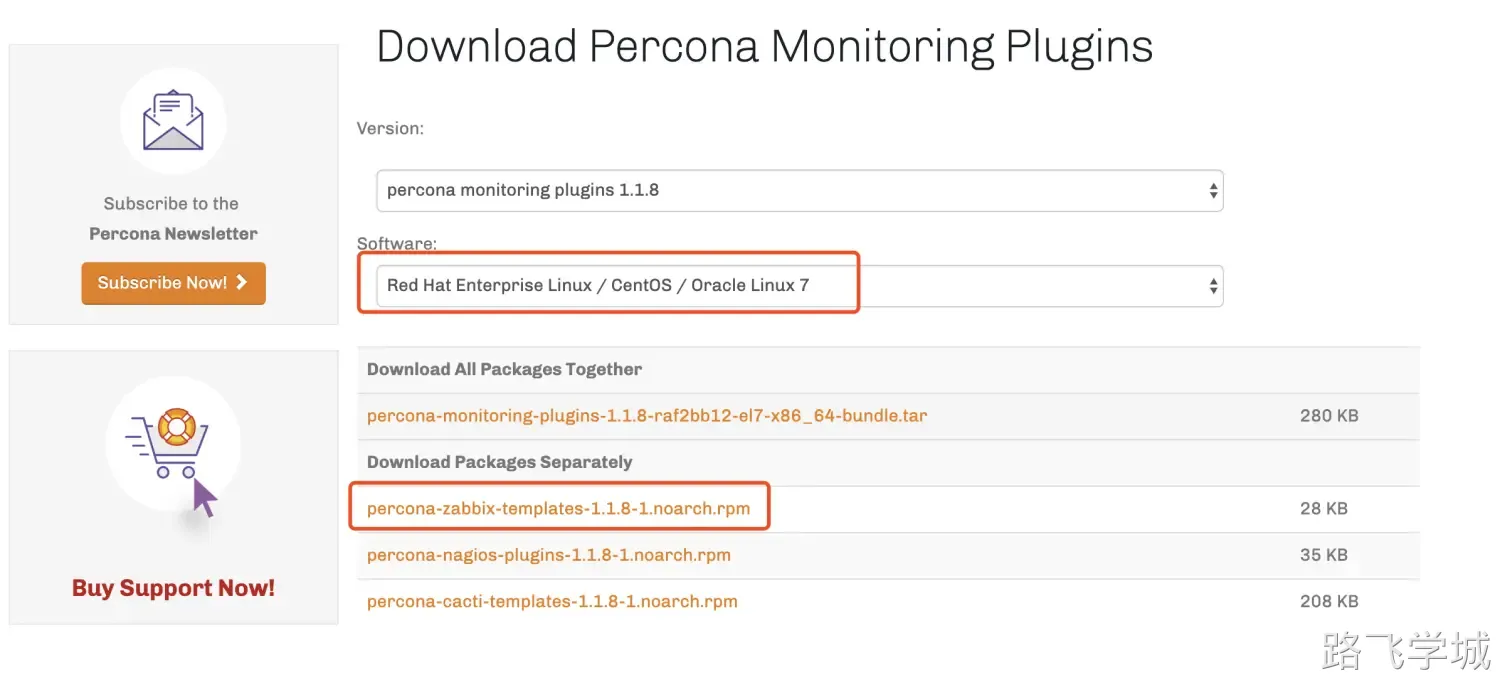 Download Percona Monitoring Plugins
Subscribe to the
Percona Newsletter
Subscribe Now!
Buy Support Now!
Version:
percona monitoring plugins 1.1.8
Software:
Red Hat Enterprise Linux / CentOS / Oracle Linux 7
Download All Packages Together
percona-monitoring-plugins-1.1.8-raf2bb12-el7-x86_64-bundle.tar 280 KB
Download Packages Separately
percona-zabbix-templates-1.1.8-1.noarch.rpm 28 KB
percona-nagios-plugins-1.1.8-1.noarch.rpm 35 KB
percona-cacti-templates-1.1.8-1.noarch.rpm 208 KB
路飞学城